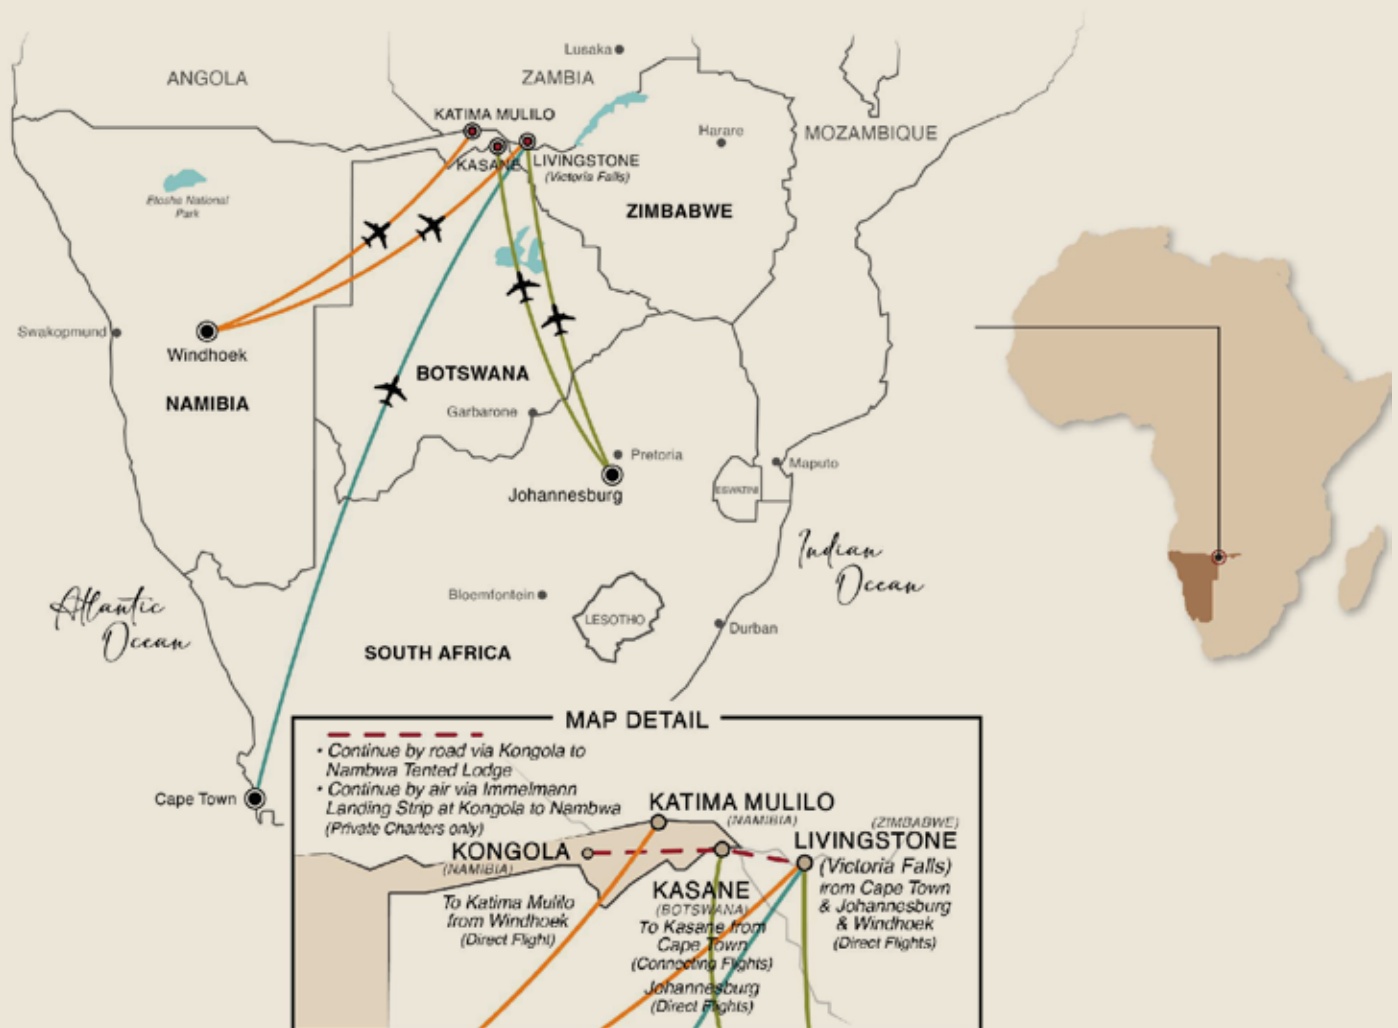 Lusaka
ANGOLA
ZAMBIA
KATIMA MULILO
Harare
MOZAMBIQUE
KASANE
LIVINGSTONE
(Victoria Falls)
Etosha National
Park
ZIMBABWE
Swakopmund
Windhoek
BOTSWANA
NAMIBIA
Garbarone
Pretoria
Maputo
Johannesburg
ESWATINI
Indian
Ocean
Atlantic
Ocean
Bloemfontein
LESOTHO
Durban
SOUTH AFRICA
Cape Town
MAP DETAIL
• Continue by road via Kongola to
Nambwa Tented Lodge
• Continue by air via Immelmann
Landing Strip at Kongola to Nambwa
(Private Charters only)
KATIMA MULILO
(NAMIBIA)
(ZIMBABWE)
LIVINGSTONE
(Victoria Falls)
from Cape Town
& Johannesburg
& Windhoek
(Direct Flights)
KONGOLA
(NAMIBIA)
To Katima Mulilo
from Windhoek
(Direct Flight)
KASANE
(BOTSWANA)
To Kasane from
Cape Town
(Connecting Flights)
Johannesburg
(Direct Flights)